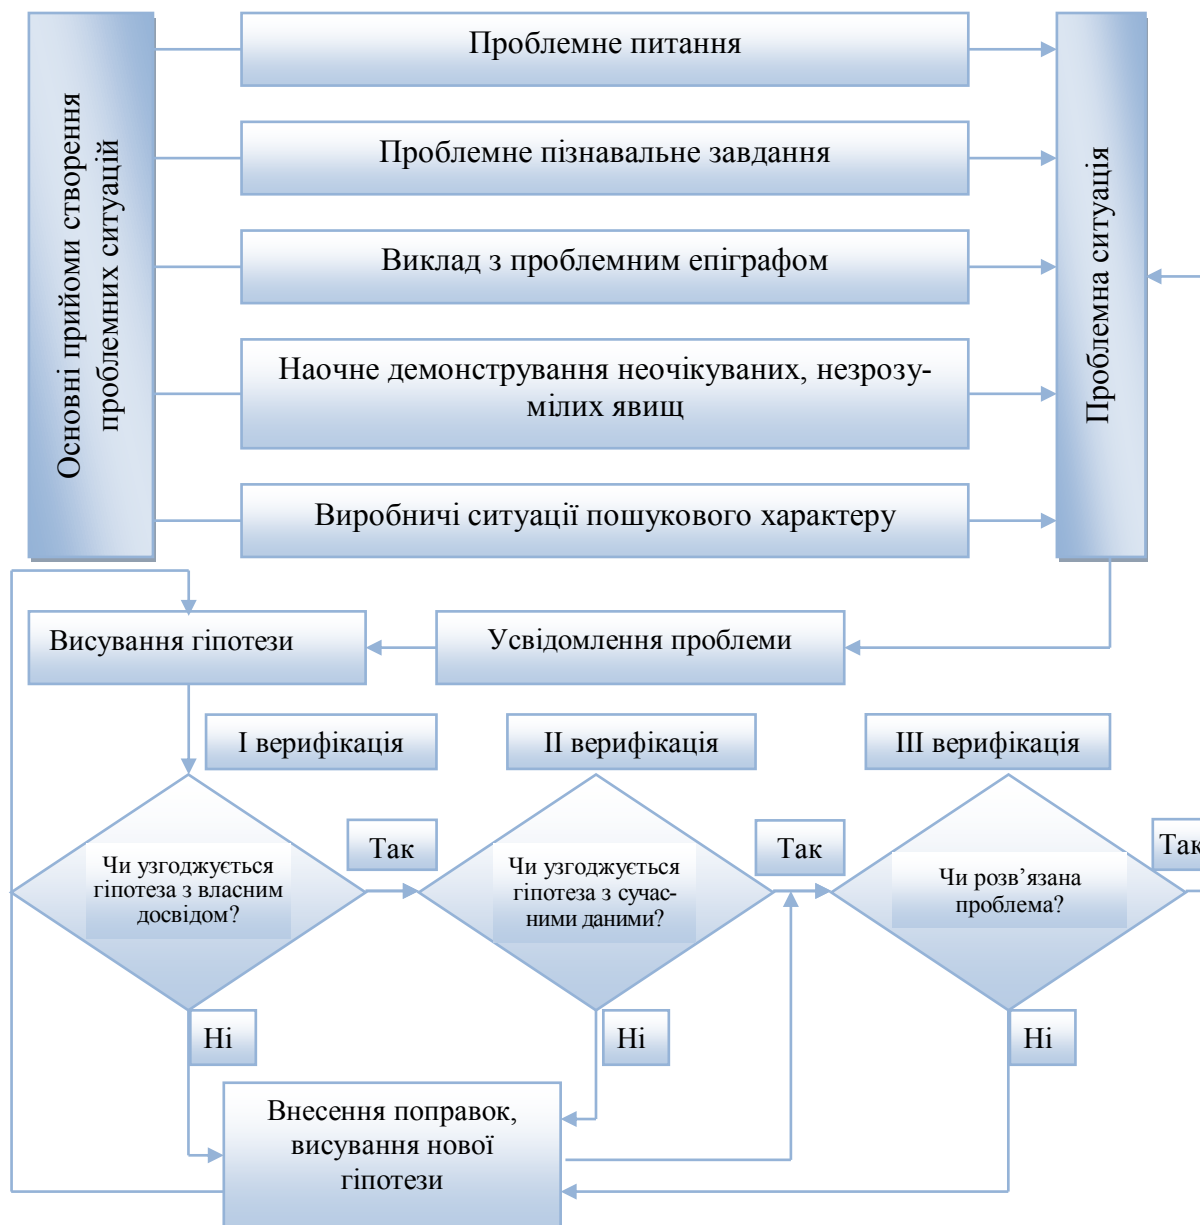 Основні прийоми створення
проблемних ситуацій
Проблемне питання
Проблемне пізнавальне завдання
Виклад з проблемним епіграфом
Наочне демонстрування неочікуваних, незрозу-
мілих явищ
Виробничі ситуації пошукового характеру
Проблемна ситуація
Висування гіпотези
Усвідомлення проблеми
І верифікація
ІІ верифікація
ІІІ верифікація
Чи узгоджується
гіпотеза з власним
досвідом?
Так
Чи узгоджується
гіпотеза з сучас-
ними даними?
Так
Чи розв’язана
проблема?
Так
Ні
Ні
Ні
Внесення поправок,
висування нової
гіпотези